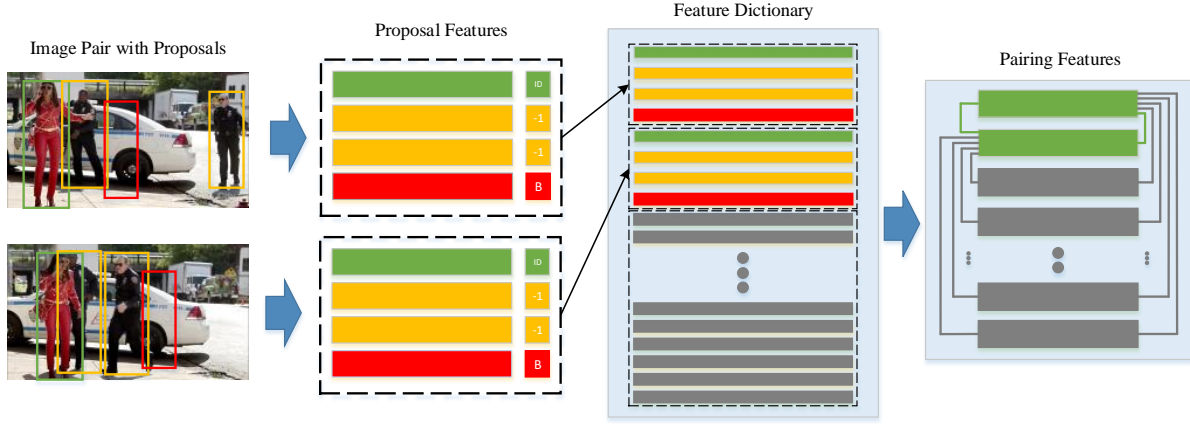 Image Pair with Proposals
Proposal Features
Feature Dictionary
Pairing Features
ID
-1
-1
B
ID
-1
-1
B